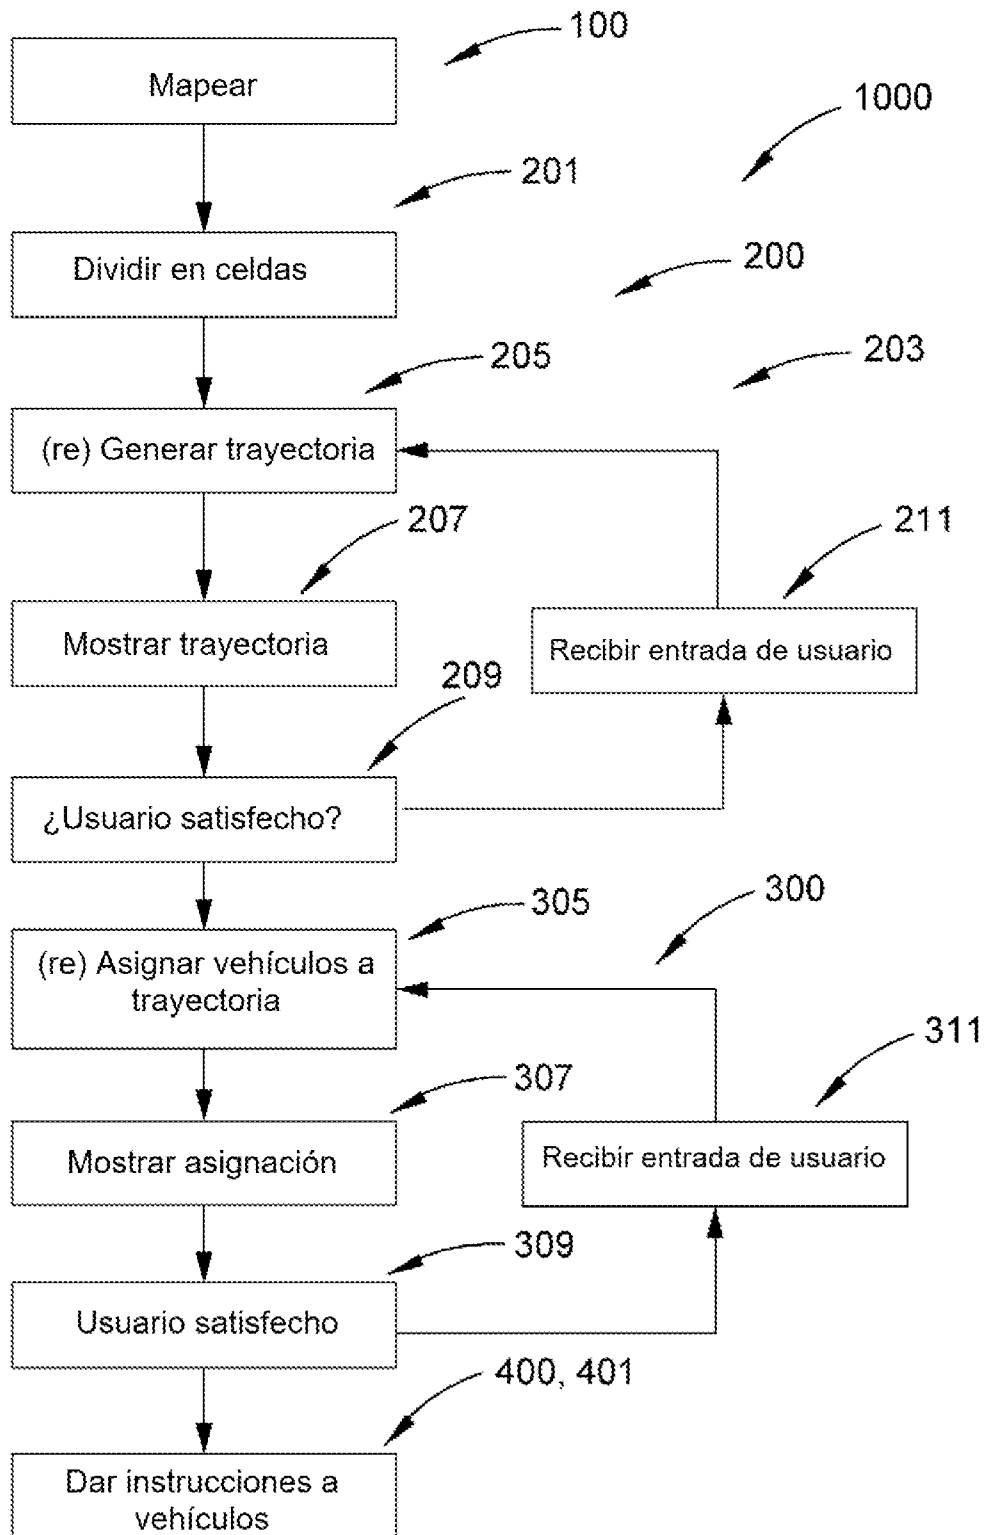 100
Mapear
1000
201
Dividir en celdas
200
205
203
(re) Generar trayectoria
207
211
Mostrar trayectoria
Recibir entrada de usuario
209
¿Usuario satisfecho?
300
305
(re) Asignar vehículos a
trayectoria
311
307
Mostrar asignación
Recibir entrada de usuario
309
Usuario satisfecho
400, 401
Dar instrucciones a
vehículos